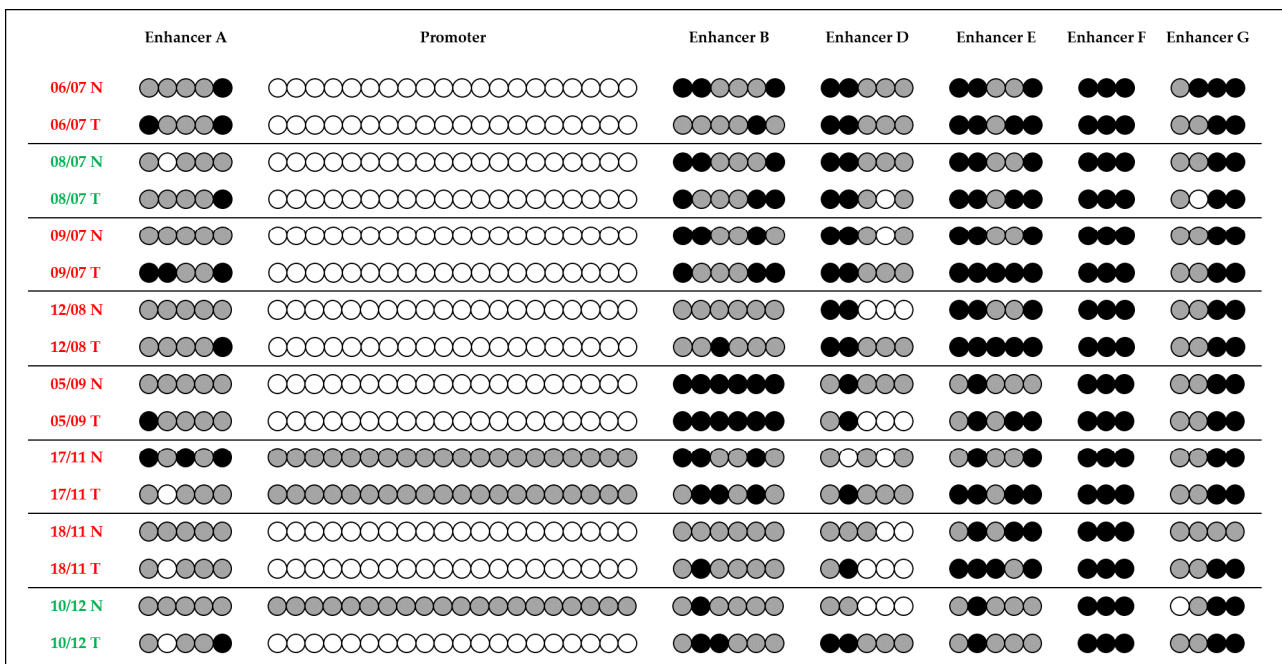 Enhancer A Promoter Enhancer B Enhancer D Enhancer E Enhancer F Enhancer G
06/07 N
06/07 T
08/07 N
08/07 T
09/07 N
09/07 T
12/08 N
12/08 T
05/09 N
05/09 T
17/11 N
17/11 T
18/11 N
18/11 T
10/12 N
10/12 T